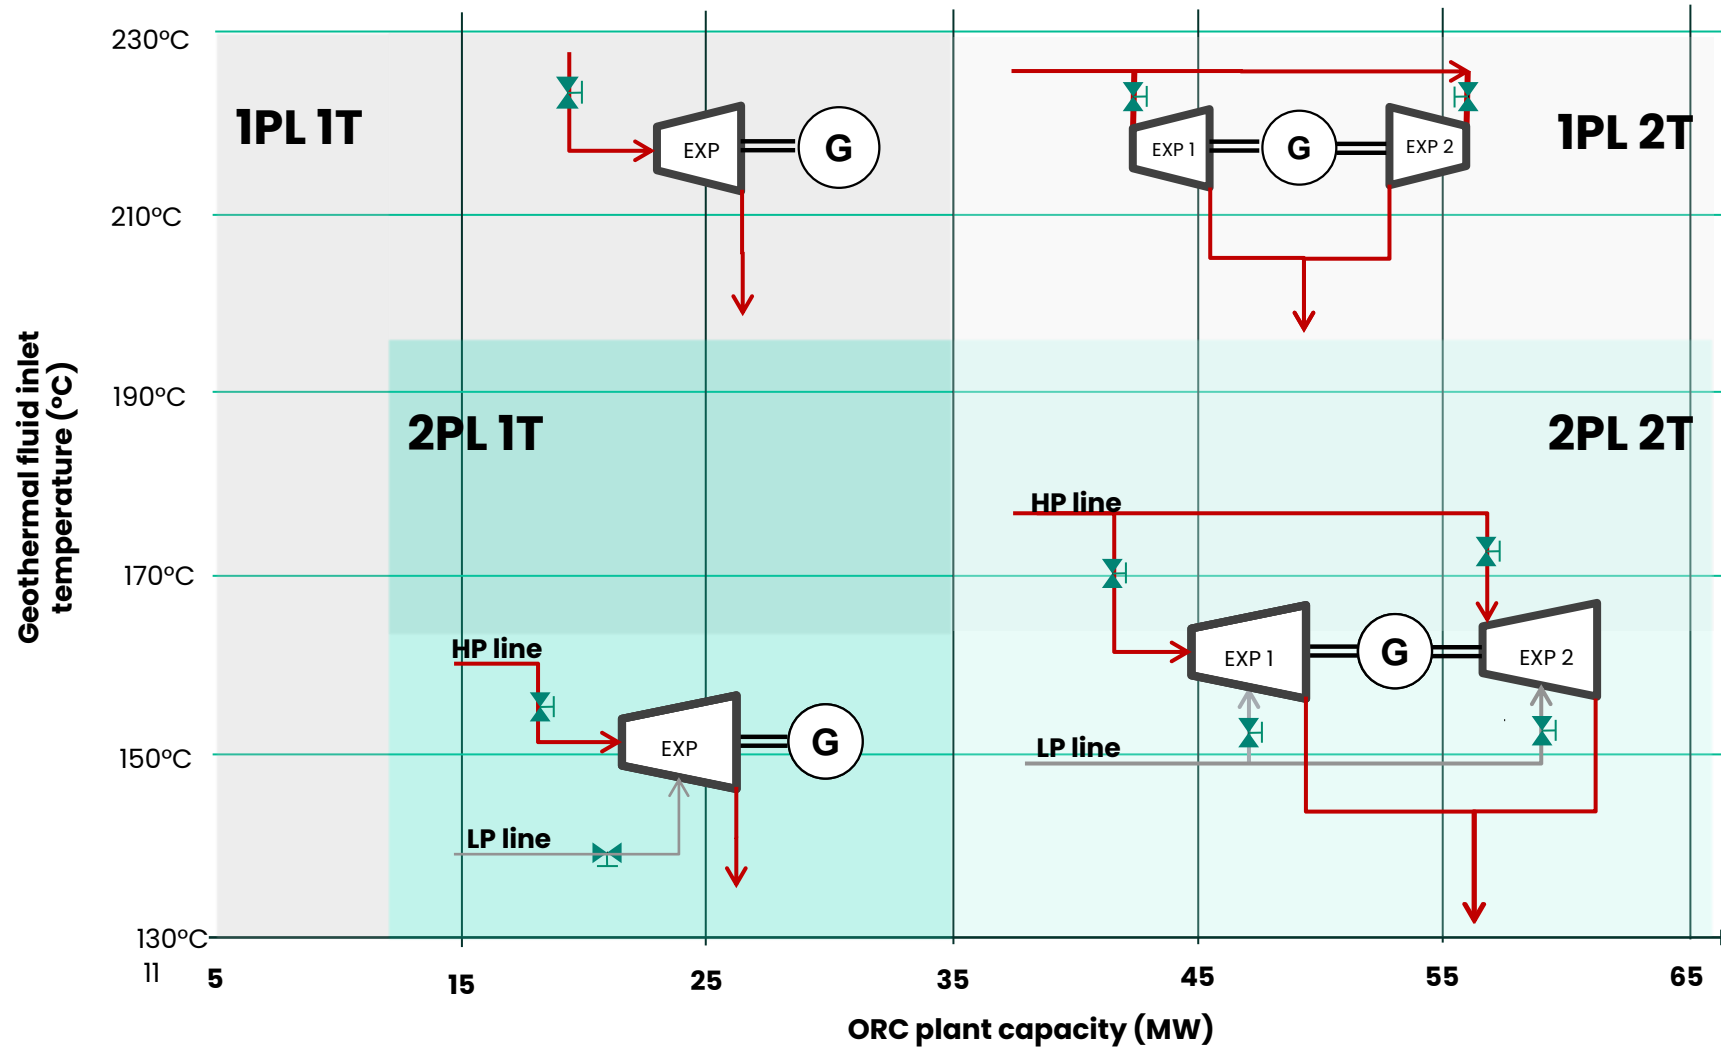 230°C
1PL 1T
EXP
G
EXP 1
G
EXP 2
1PL 2T
210°C
Geothermal fluid inlet
temperature (°C)
190°C
2PL 1T
2PL 2T
HP line
170°C
HP line
EXP 1
G
EXP 2
EXP
G
LP line
150°C
LP line
130°C
11
5
15
25
35
45
55
65
ORC plant capacity (MW)